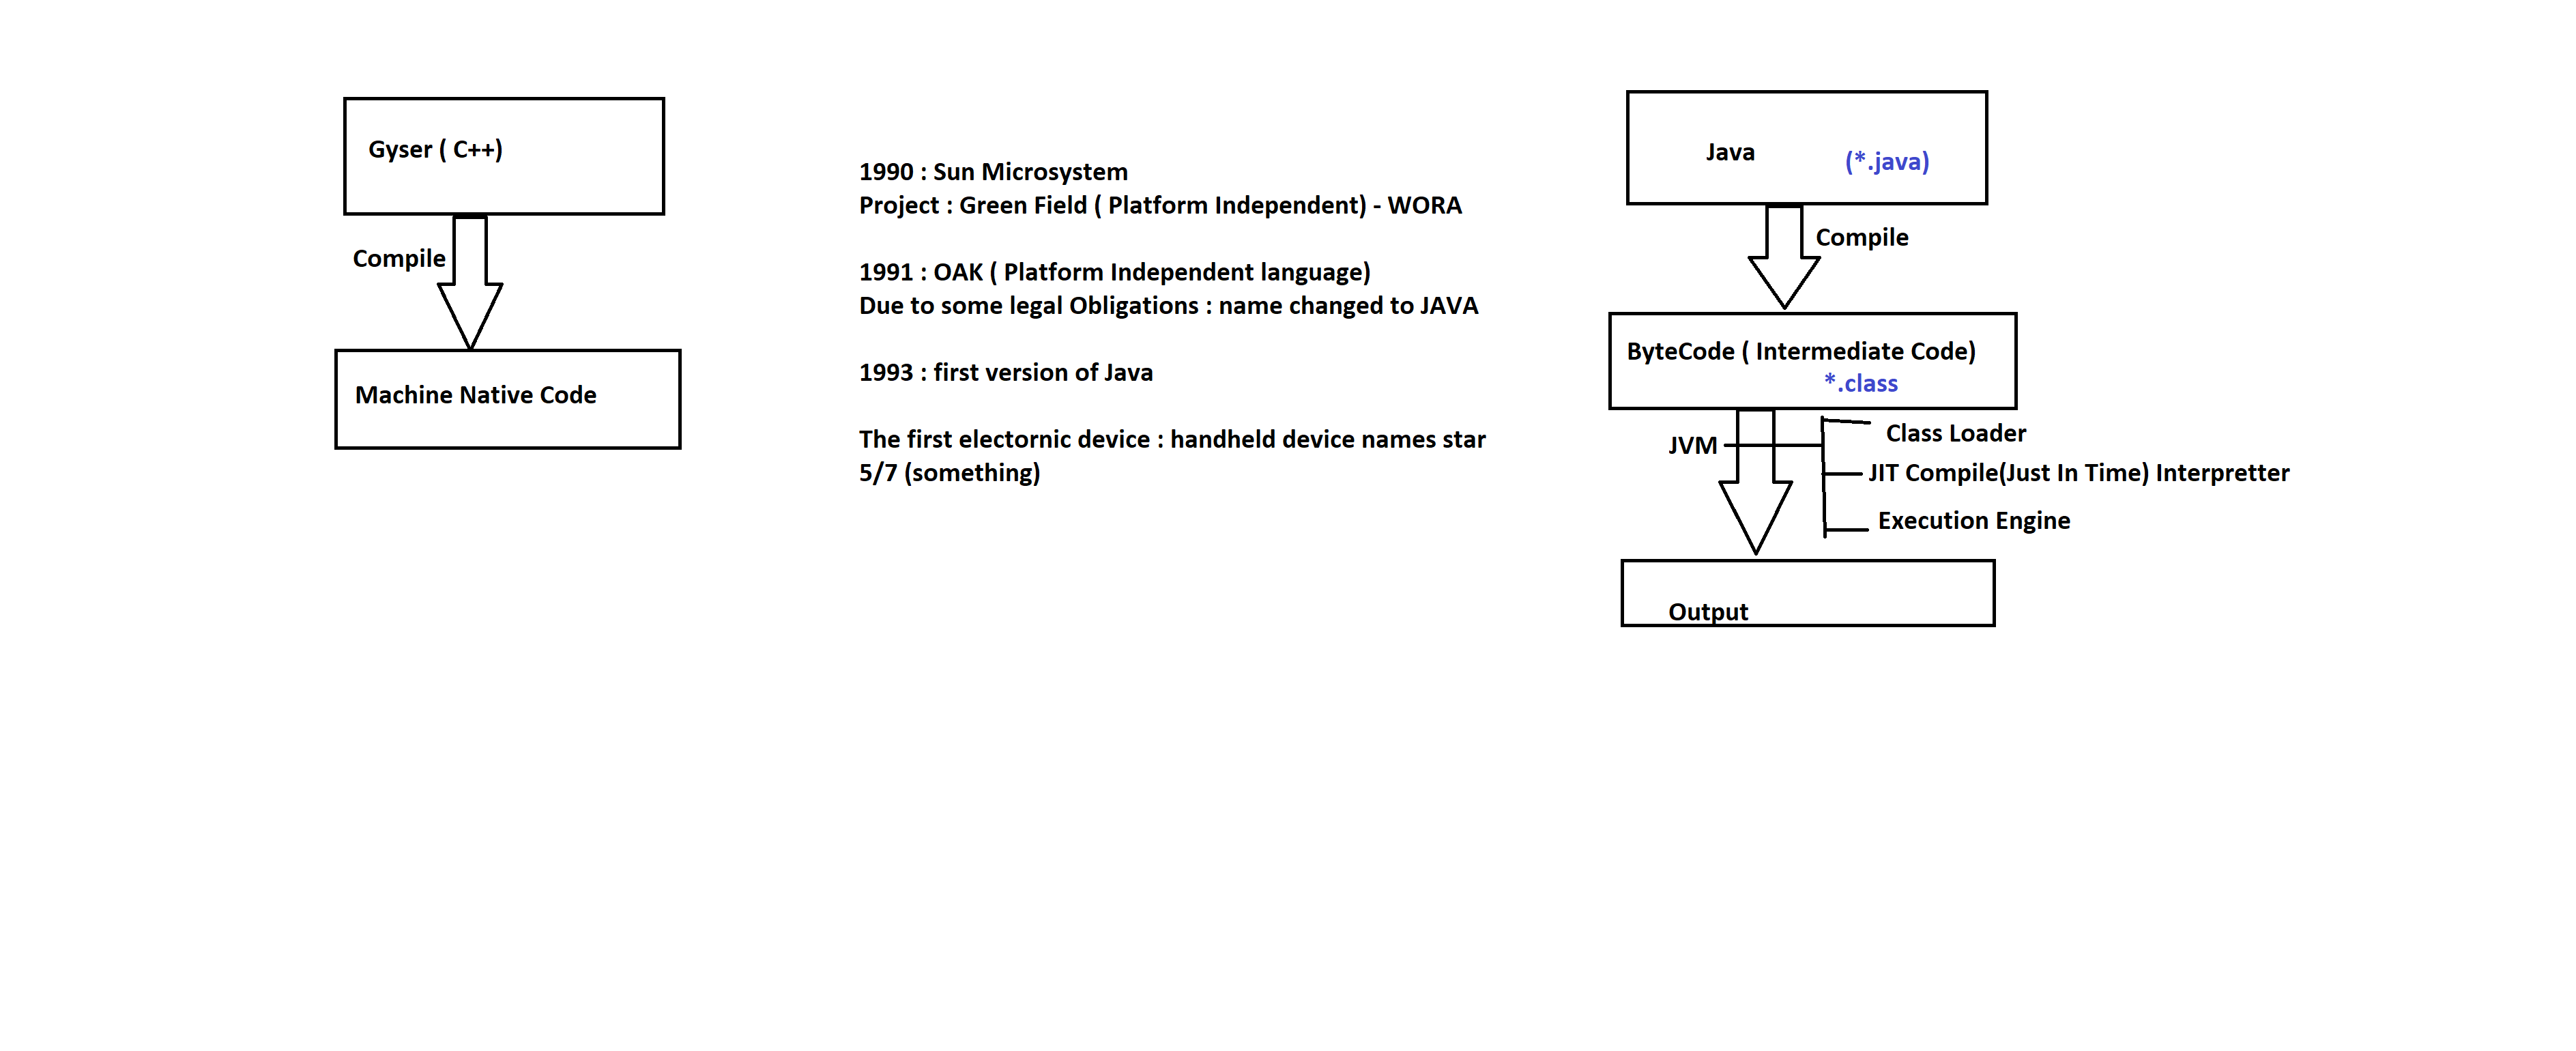 Gyser ( C++)
Compile
Machine Native Code
1990 : Sun Microsystem
Project : Green Field ( Platform Independent) - WORA
1991 : OAK ( Platform Independent language)
Due to some legal Obligations : name changed to JAVA
1993 : first version of Java
The first electornic device : handheld device names star
5/7 (something)
Java (*.java)
Compile
ByteCode ( Intermediate Code)
*.class
JVM
Class Loader
JIT Compile(Just In Time) Interpretter
Execution Engine
Output